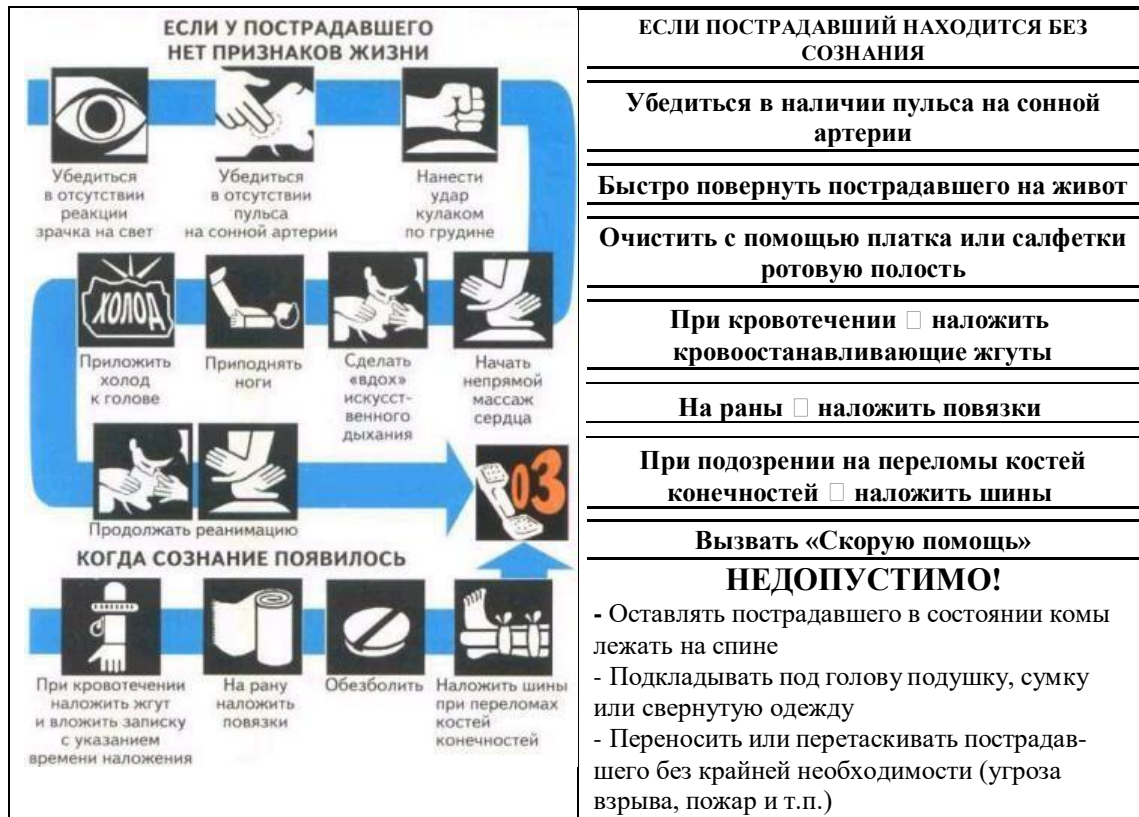 ЕСЛИ У ПОСТРАДАВШЕГО
НЕТ ПРИЗНАКОВ ЖИЗНИ
Убедиться
в отсутствии
реакции
зрачка на свет
Убедиться
в отсутствии
пульса
на сонной артерии
Нанести
удар
кулаком
по грудине
ХОЛОД
Приложить
холод
к голове
Приподнять
ноги
Сделать
«вдох»
искусст-
венного
дыхания
Начать
непрямой
массаж
сердца
03
Продолжать реанимацию
КОГДА СОЗНАНИЕ ПОЯВИЛОСЬ
При кровотечении
наложить жгут
и вложить записку
с указанием
времени наложения
На рану
наложить
повязки
Обезболить
Наложить шины
при переломах
костей
конечностей
ЕСЛИ ПОСТРАДАВШИЙ НАХОДИТСЯ БЕЗ
СОЗНАНИЯ
Убедиться в наличии пульса на сонной
артерии
Быстро повернуть пострадавшего на живот
Очистить с помощью платка или салфетки
ротовую полость
При кровотечении □ наложить
кровоостанавливающие жгуты
На раны □ наложить повязки
При подозрении на переломы костей
конечностей □ наложить шины
Вызвать «Скорую помощь»
НЕДОПУСТИМО!
- Оставлять пострадавшего в состоянии комы
лежать на спине
- Подкладывать под голову подушку, сумку
или свернутую одежду
- Переносить или перетаскивать пострадав-
шего без крайней необходимости (угроза
взрыва, пожар и т.п.)